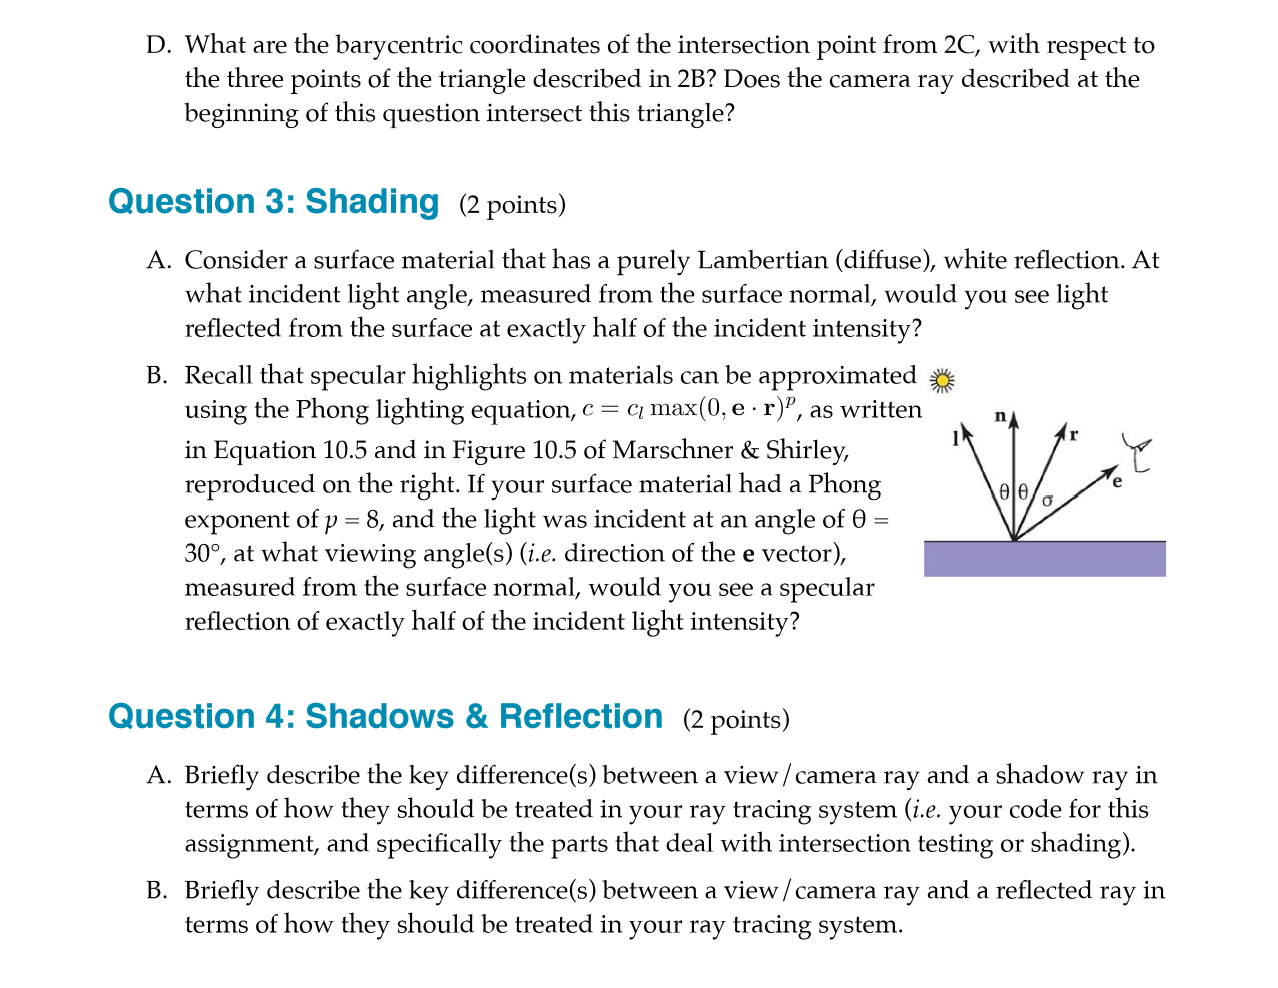 D. What are the barycentric coordinates of the intersection point from 2C, with respect to
the three points of the triangle described in 2B? Does the camera ray described at the
beginning of this question intersect this triangle?
Question 3: Shading (2 points)
A. Consider a surface material that has a purely Lambertian (diffuse), white reflection. At
what incident light angle, measured from the surface normal, would you see light
reflected from the surface at exactly half of the incident intensity?
B. Recall that specular highlights on materials can be approximated
using the Phong lighting equation, c = cₗ max(0, e · r)ᵖ, as written
in Equation 10.5 and in Figure 10.5 of Marschner & Shirley,
reproduced on the right. If your surface material had a Phong
exponent of p = 8, and the light was incident at an angle of θ =
30°, at what viewing angle(s) (i.e. direction of the e vector),
measured from the surface normal, would you see a specular
reflection of exactly half of the incident light intensity?
n
l
r
e
θ θ σ
Question 4: Shadows & Reflection (2 points)
A. Briefly describe the key difference(s) between a view/camera ray and a shadow ray in
terms of how they should be treated in your ray tracing system (i.e. your code for this
assignment, and specifically the parts that deal with intersection testing or shading).
B. Briefly describe the key difference(s) between a view/camera ray and a reflected ray in
terms of how they should be treated in your ray tracing system.